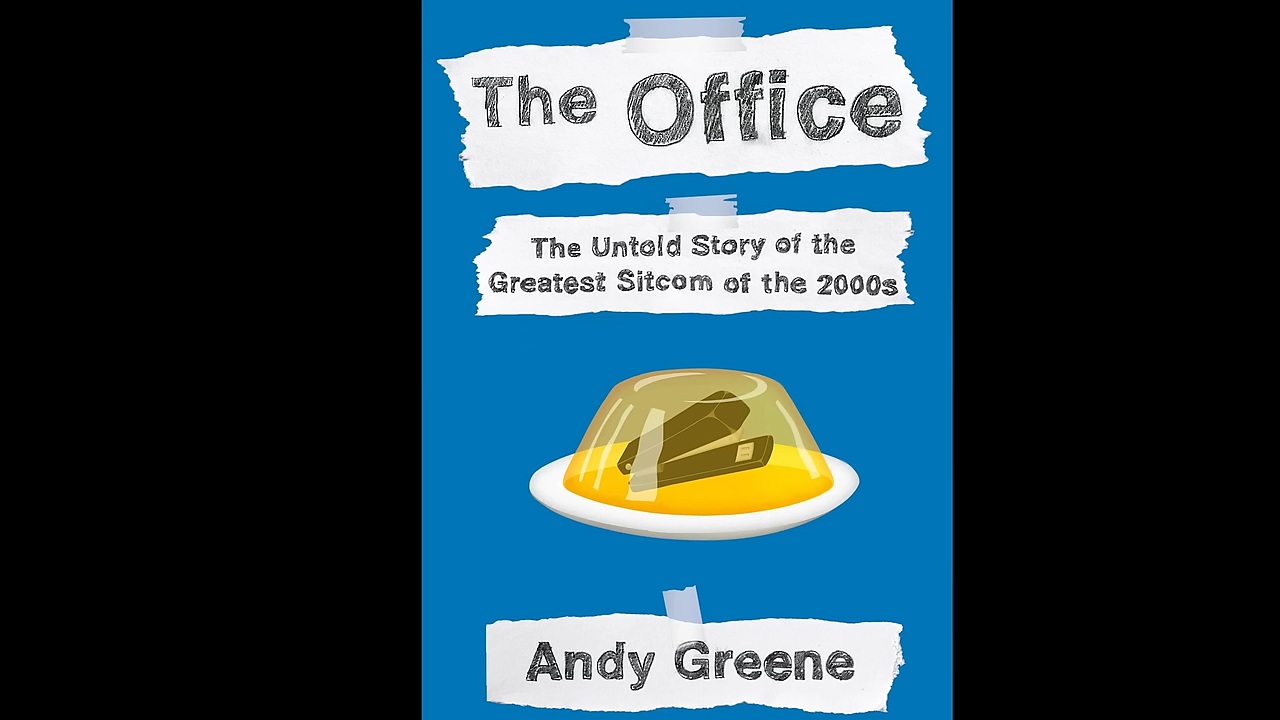 The Office
The Untold Story of the
Greatest Sitcom of the 2000s
Andy Greene